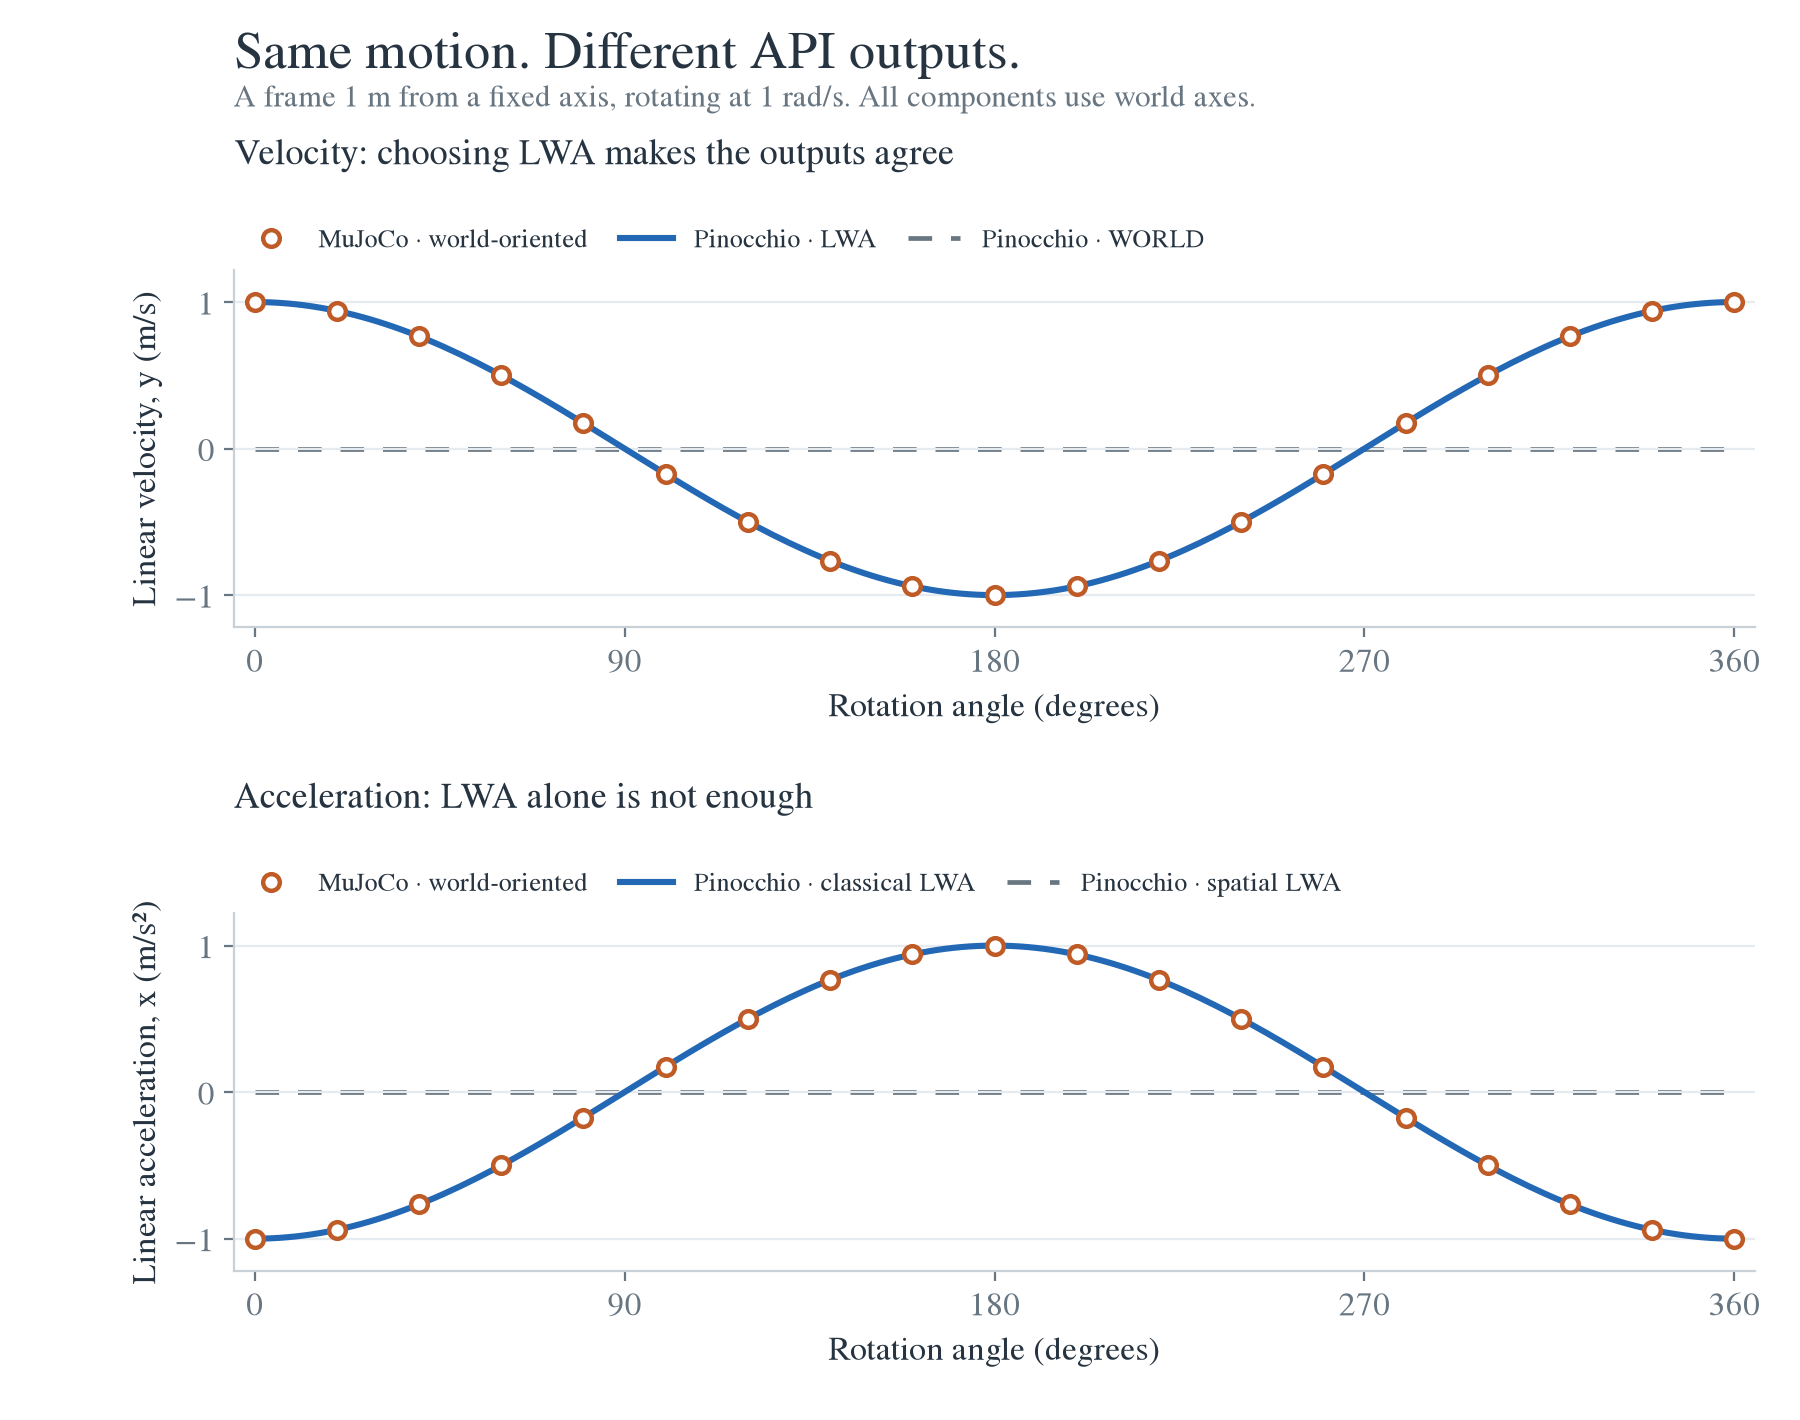 Same motion. Different API outputs.
A frame 1 m from a fixed axis, rotating at 1 rad/s. All components use world axes.
Velocity: choosing LWA makes the outputs agree
MuJoCo · world-oriented
Pinocchio · LWA
Pinocchio · WORLD
Linear velocity, y (m/s)
1
0
−1
0
90
180
270
360
Rotation angle (degrees)
Acceleration: LWA alone is not enough
MuJoCo · world-oriented
Pinocchio · classical LWA
Pinocchio · spatial LWA
Linear acceleration, x (m/s²)
1
0
−1
0
90
180
270
360
Rotation angle (degrees)